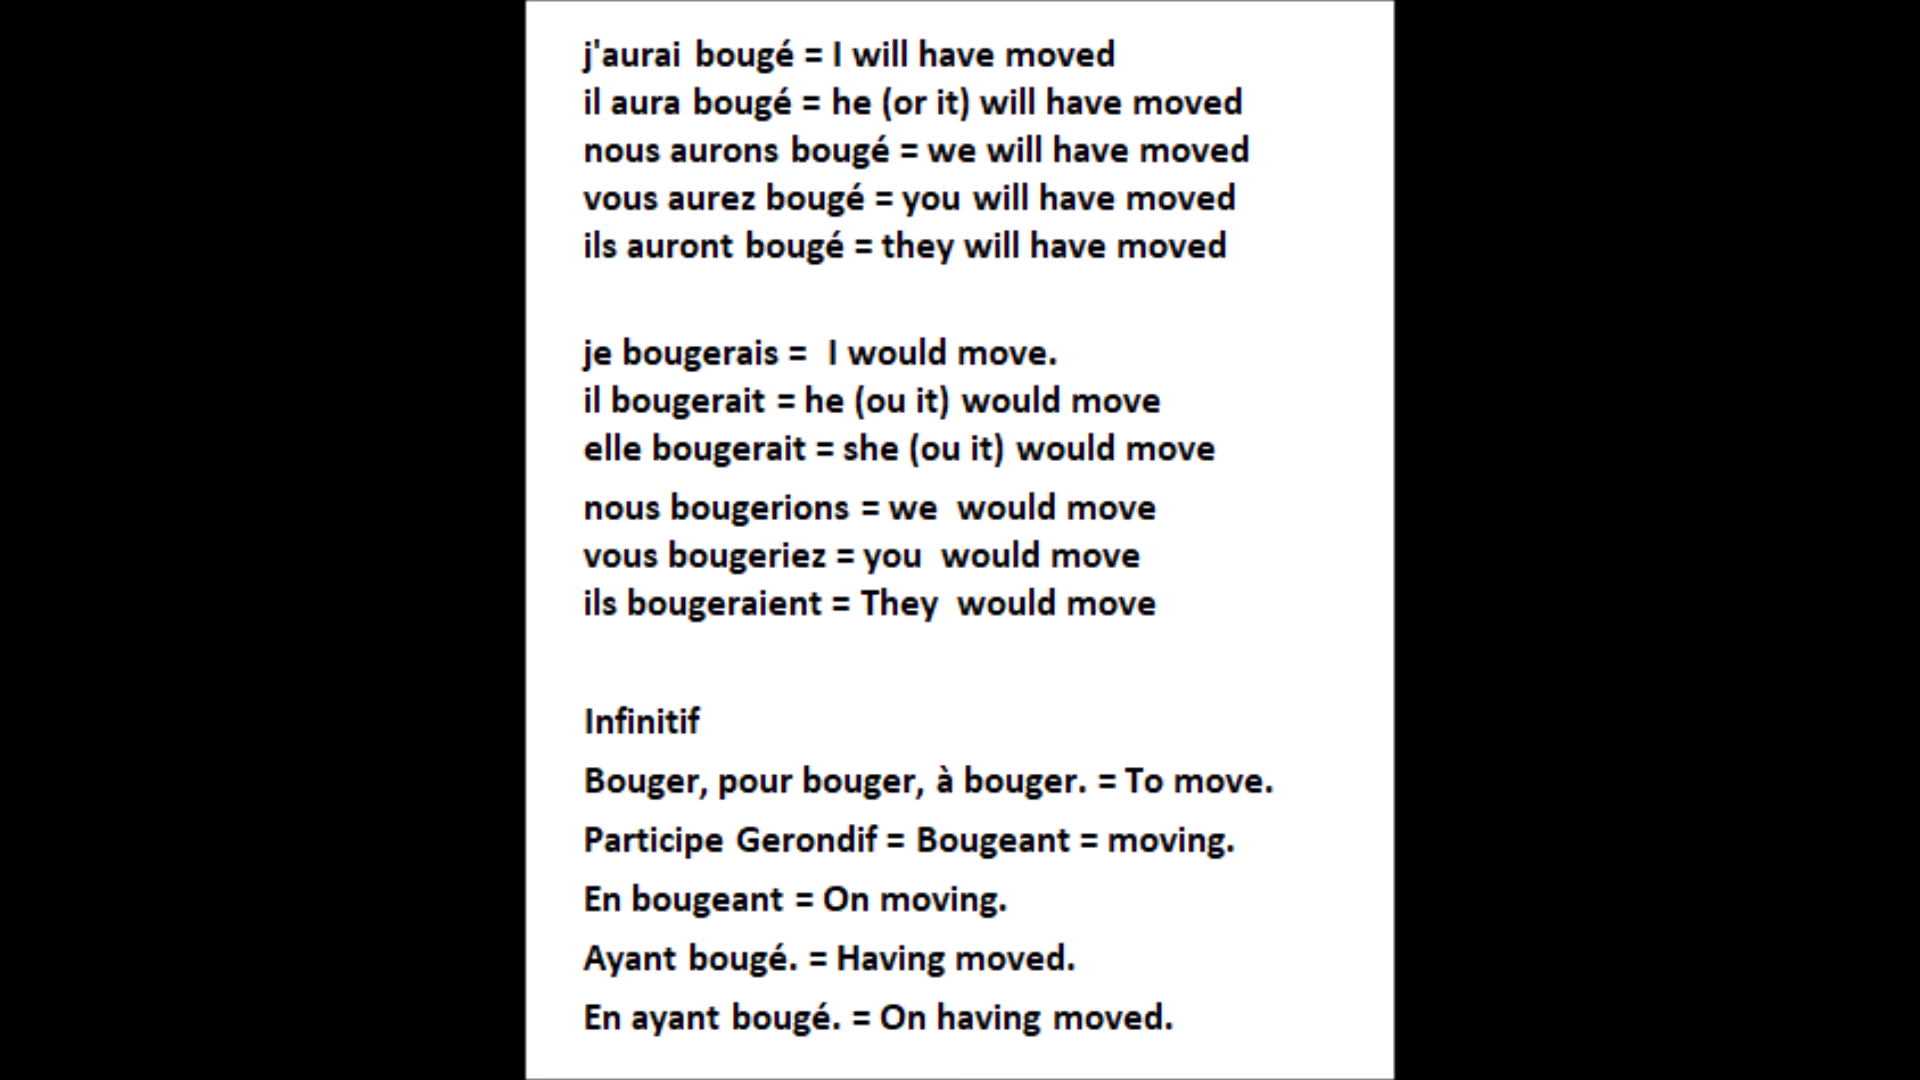 j'aurai bougé = I will have moved
il aura bougé = he (or it) will have moved
nous aurons bougé = we will have moved
vous aurez bougé = you will have moved
ils auront bougé = they will have moved
je bougerais =  I would move.
il bougerait = he (ou it) would move
elle bougerait = she (ou it) would move
nous bougerions = we  would move
vous bougeriez = you  would move
ils bougeraient = They  would move
Infinitif
Bouger, pour bouger, à bouger. = To move.
Participe Gerondif = Bougeant = moving.
En bougeant = On moving.
Ayant bougé. = Having moved.
En ayant bougé. = On having moved.